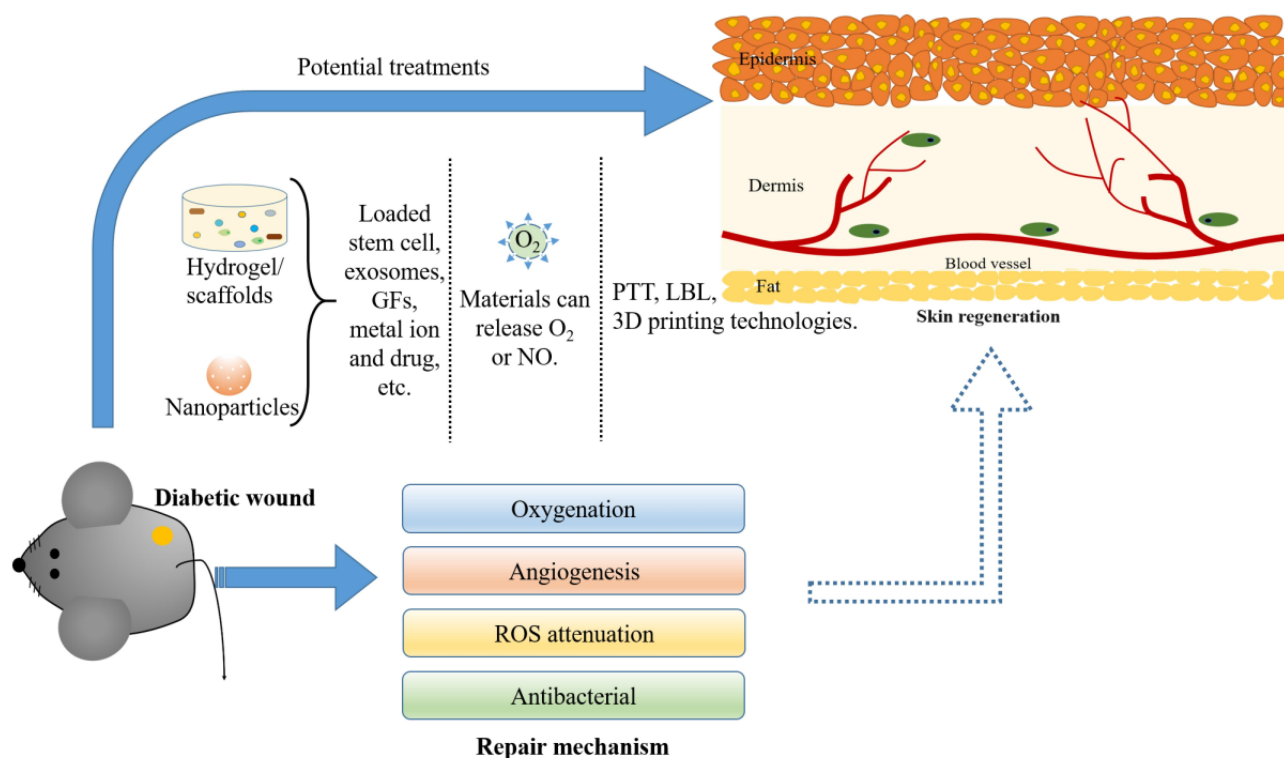 Potential treatments
Hydrogel/
scaffolds
Nanoparticles
Loaded
stem cell,
exosomes,
GFs,
metal ion
and drug,
etc.
O₂
Materials can
release O₂
or NO.
PTT, LBL,
3D printing technologies.
Epidermis
Dermis
Blood vessel
Fat
Skin regeneration
Diabetic wound
Oxygenation
Angiogenesis
ROS attenuation
Antibacterial
Repair mechanism